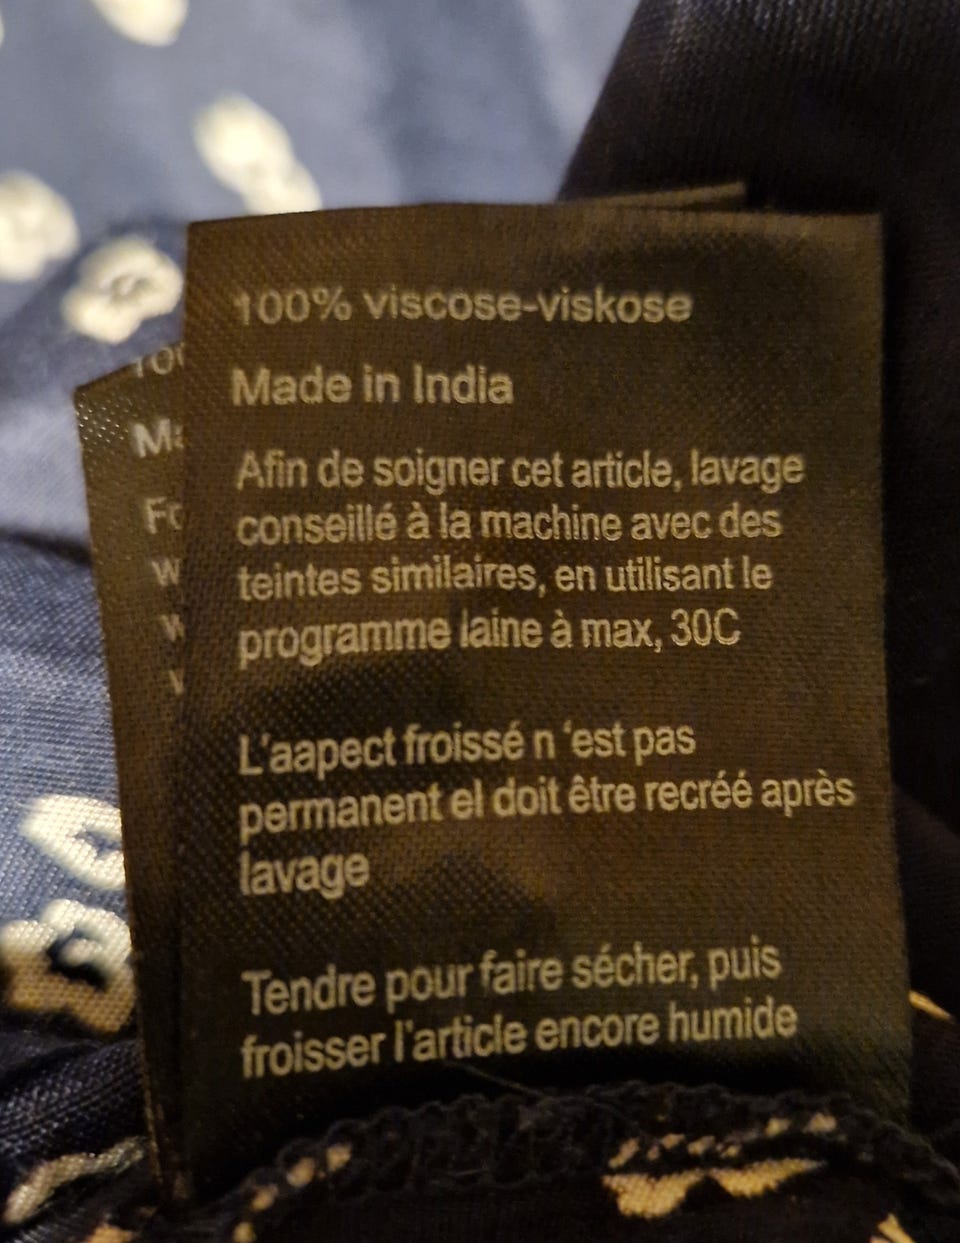 100% viscose-viskose
Made in India
Afin de soigner cet article, lavage
conseillé à la machine avec des
teintes similaires, en utilisant le
programme laine à max, 30C
L'aapect froissé n ‘est pas
permanent el doit être recréé après
lavage
Tendre pour faire sécher, puis
froisser l'article encore humide